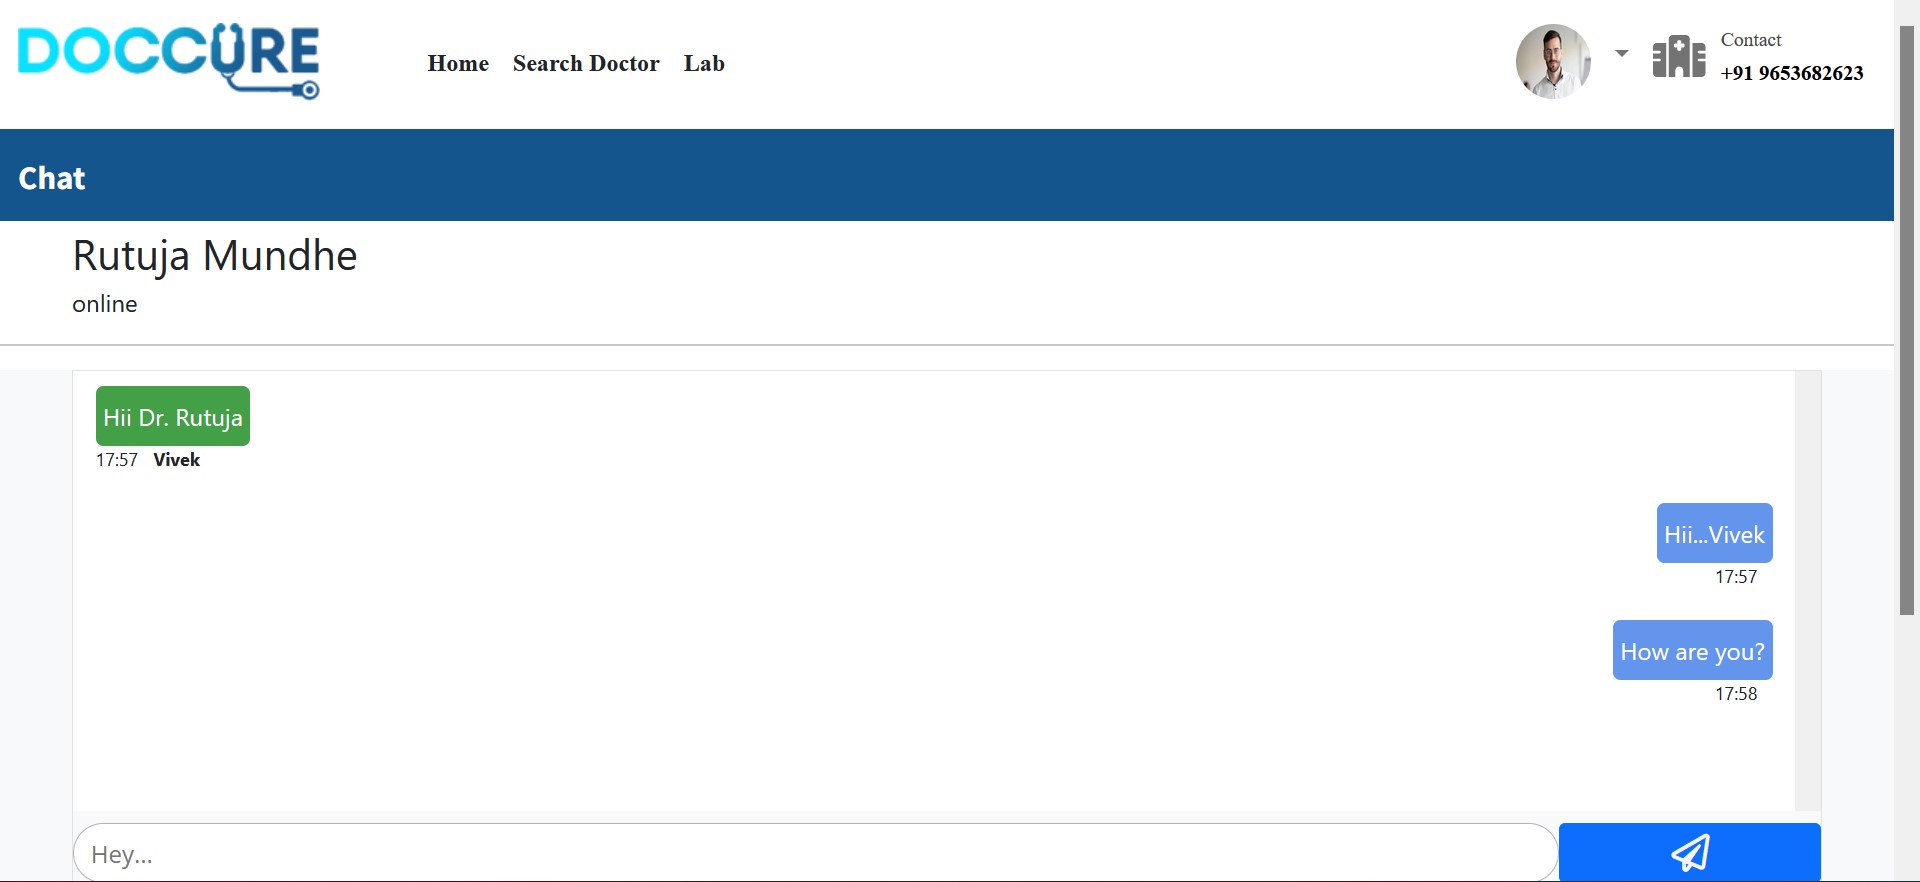 DOCCURE
Home Search Doctor Lab
Contact
+91 9653682623
Chat
Rutuja Mundhe
online
Hii Dr. Rutuja
17:57 Vivek
Hii...Vivek
17:57
How are you?
17:58
Hey...